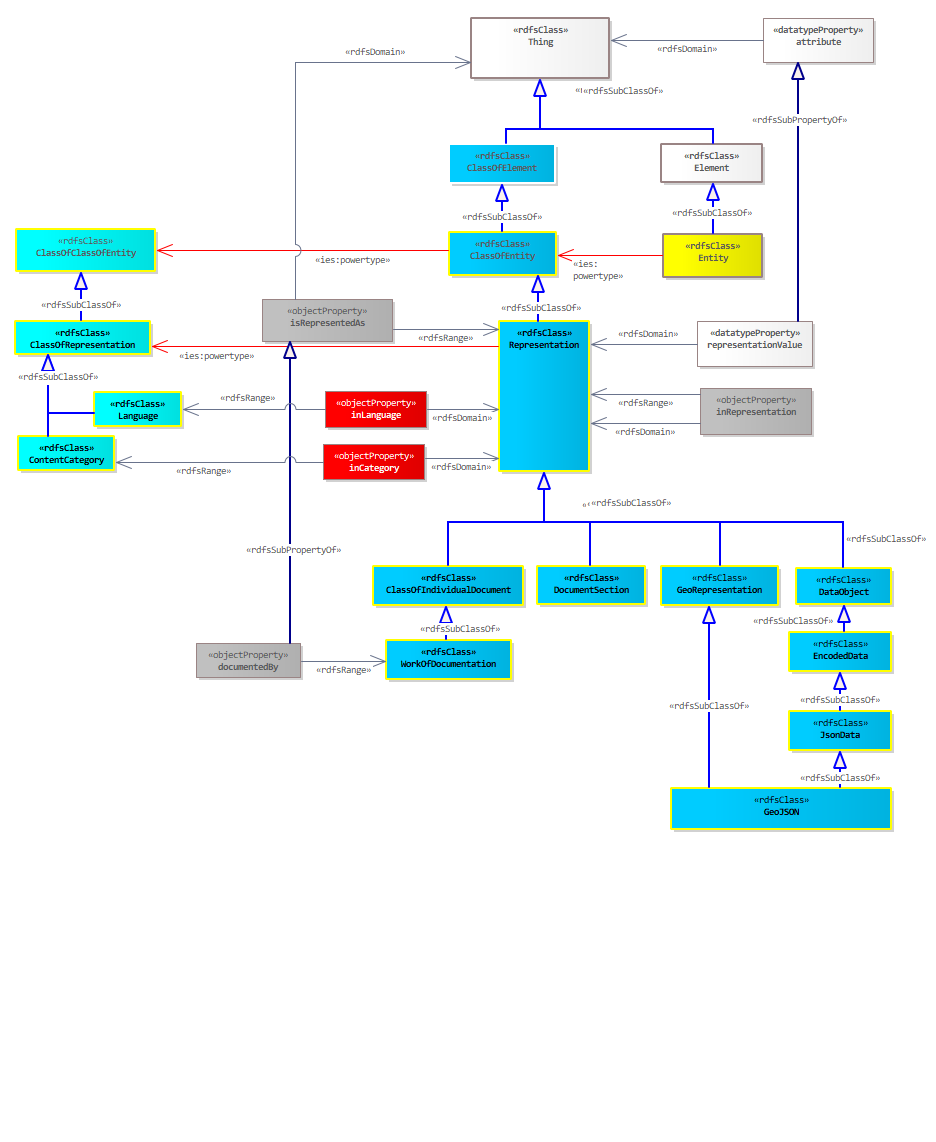 «rdfsClass»
Thing
«datatypeProperty»
attribute
«rdfsDomain»
«rdfsDomain»
«rdfsSubClassOf»
«rdfsSubPropertyOf»
«rdfsClass»
ClassOfElement
«rdfsClass»
Element
«rdfsSubClassOf»
«rdfsSubClassOf»
«rdfsClass»
ClassOfClassOfEntity
«rdfsClass»
ClassOfEntity
«rdfsClass»
Entity
«ies:powertype»
«ies:
powertype»
«rdfsSubClassOf»
«rdfsSubClassOf»
«objectProperty»
isRepresentedAs
«rdfsClass»
ClassOfRepresentation
«rdfsClass»
Representation
«datatypeProperty»
representationValue
«rdfsRange»
«rdfsDomain»
«ies:powertype»
«rdfsSubClassOf»
«rdfsClass»
Language
«rdfsRange»
«objectProperty»
inLanguage
«rdfsDomain»
«rdfsRange»
«objectProperty»
inRepresentation
«rdfsDomain»
«rdfsClass»
ContentCategory
«rdfsRange»
«objectProperty»
inCategory
«rdfsDomain»
«rdfsSubClassOf»
«rdfsSubClassOf»
«rdfsSubPropertyOf»
«rdfsClass»
ClassOfIndividualDocument
«rdfsClass»
DocumentSection
«rdfsClass»
GeoRepresentation
«rdfsClass»
DataObject
«rdfsSubClassOf»
«rdfsSubClassOf»
«objectProperty»
documentedBy
«rdfsRange»
«rdfsClass»
WorkOfDocumentation
«rdfsClass»
EncodedData
«rdfsSubClassOf»
«rdfsSubClassOf»
«rdfsClass»
JsonData
«rdfsSubClassOf»
«rdfsClass»
GeoJSON